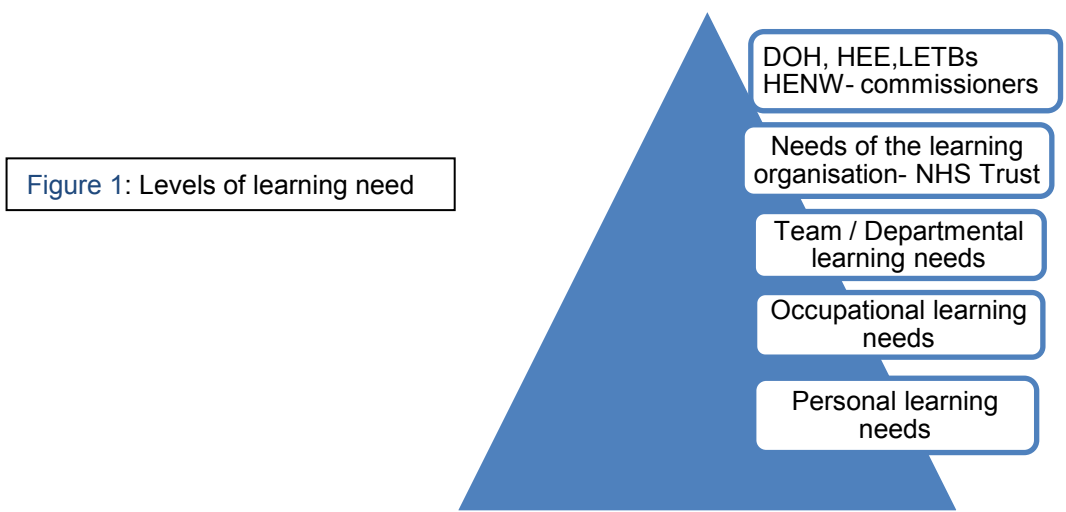 Figure 1: Levels of learning need
DOH, HEE,LETBs
HENW- commissioners
Needs of the learning
organisation- NHS Trust
Team / Departmental
learning needs
Occupational learning
needs
Personal learning
needs